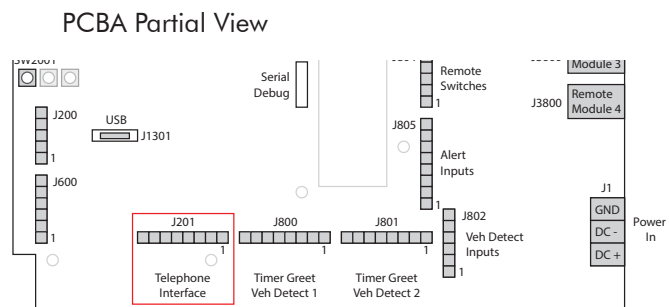 PCBA Partial View
SW2001
J200
1
J600
1
USB
J1301
Serial
Debug
Remote
Switches
1
J805
Alert
Inputs
1
Module 3
Remote
Module 4
J3800
J1
GND
DC -
DC +
Power
In
J201
1
Telephone
Interface
J800
1
Timer Greet
Veh Detect 1
J801
1
Timer Greet
Veh Detect 2
J802
Veh Detect
Inputs
1